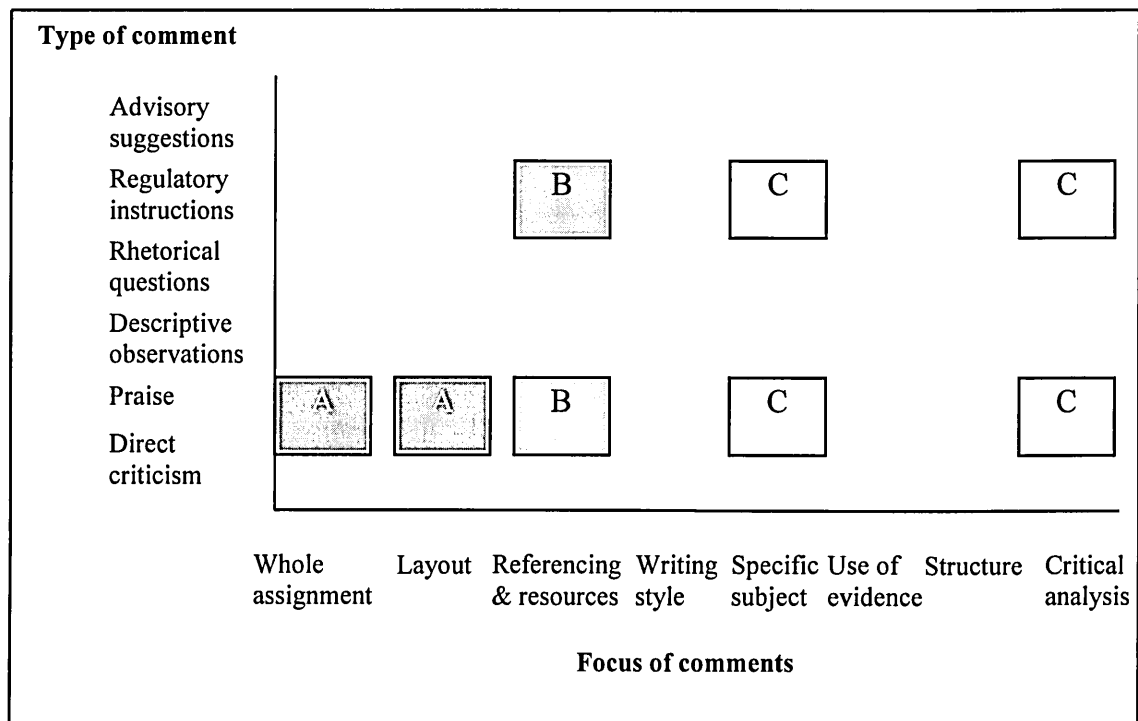 Type of comment
Advisory
suggestions
Regulatory
instructions
B
C
C
Rhetorical
questions
Descriptive
observations
Praise
A
A
B
C
C
Direct
criticism
Whole
assignment
Layout
Referencing
& resources
Writing
style
Specific
subject
Use of
evidence
Structure
Critical
analysis
Focus of comments